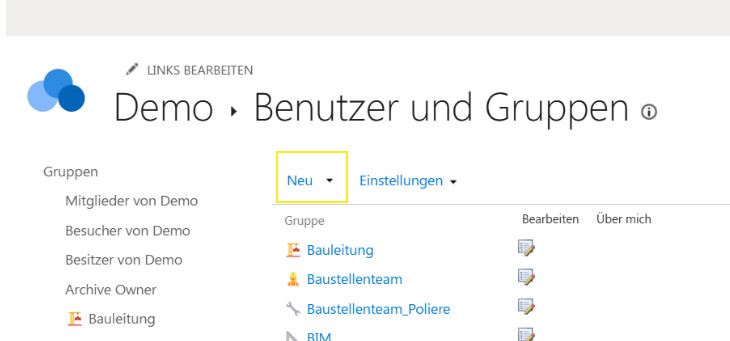 LINKS BEARBEITEN
Demo ▸ Benutzer und Gruppen
Gruppen
Mitglieder von Demo
Besucher von Demo
Besitzer von Demo
Archive Owner
Bauleitung
Neu Einstellungen
Gruppe Bearbeiten Über mich
Bauleitung
Baustellenteam
Baustellenteam_Poliere
BIM